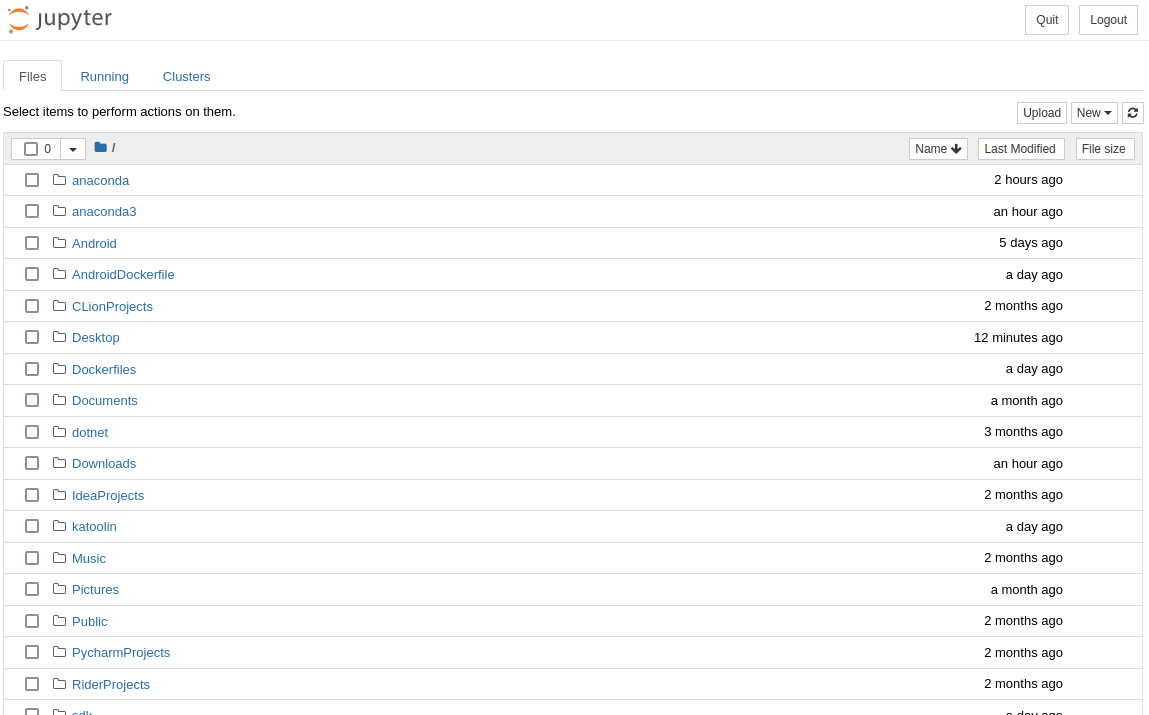 jupyter Quit Logout
Files Running Clusters
Select items to perform actions on them. Upload New
0 / Name Last Modified File size
anaconda 2 hours ago
anaconda3 an hour ago
Android 5 days ago
AndroidDockerfile a day ago
CLionProjects 2 months ago
Desktop 12 minutes ago
Dockerfiles a day ago
Documents a month ago
dotnet 3 months ago
Downloads an hour ago
IdeaProjects 2 months ago
katoolin a day ago
Music 2 months ago
Pictures a month ago
Public 2 months ago
PycharmProjects 2 months ago
RiderProjects 2 months ago
sdk a day ago